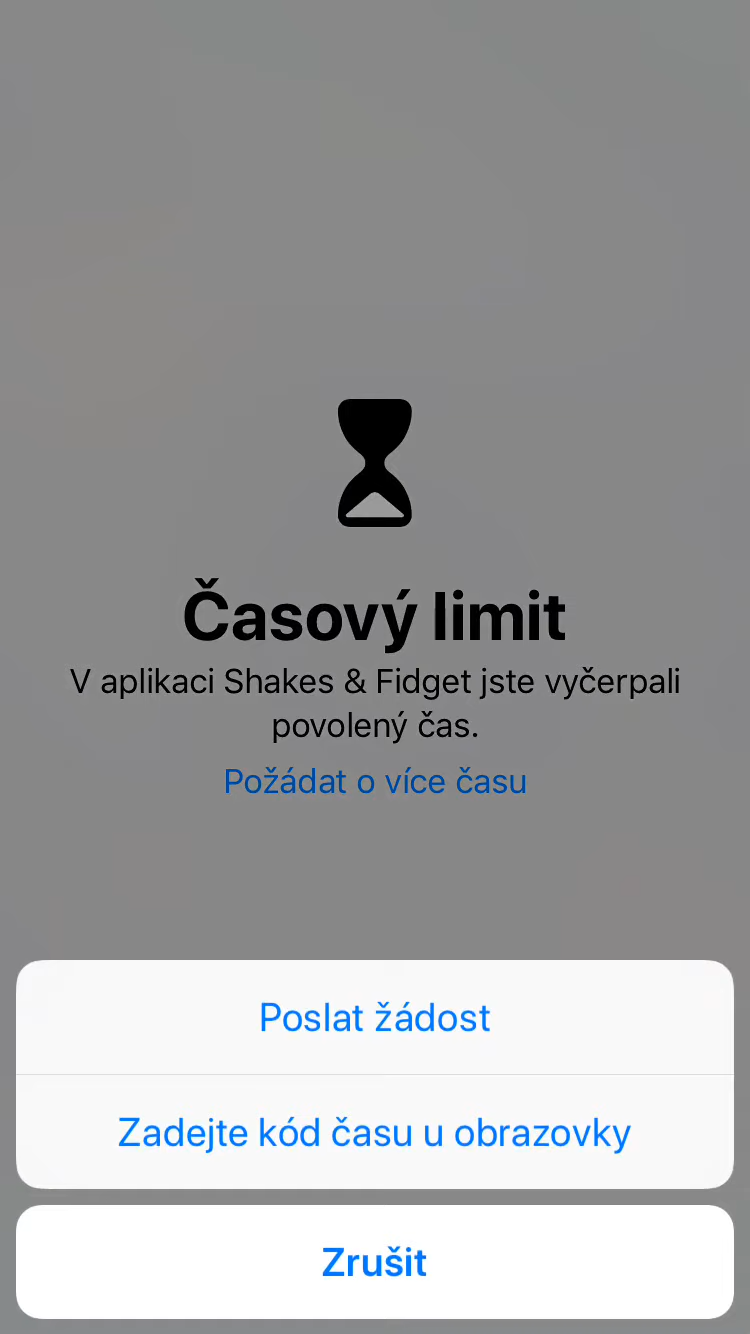 Časový limit
V aplikaci Shakes & Fidget jste vyčerpali
povolený čas.
Požádat o více času
Poslat žádost
Zadejte kód času u obrazovky
Zrušit